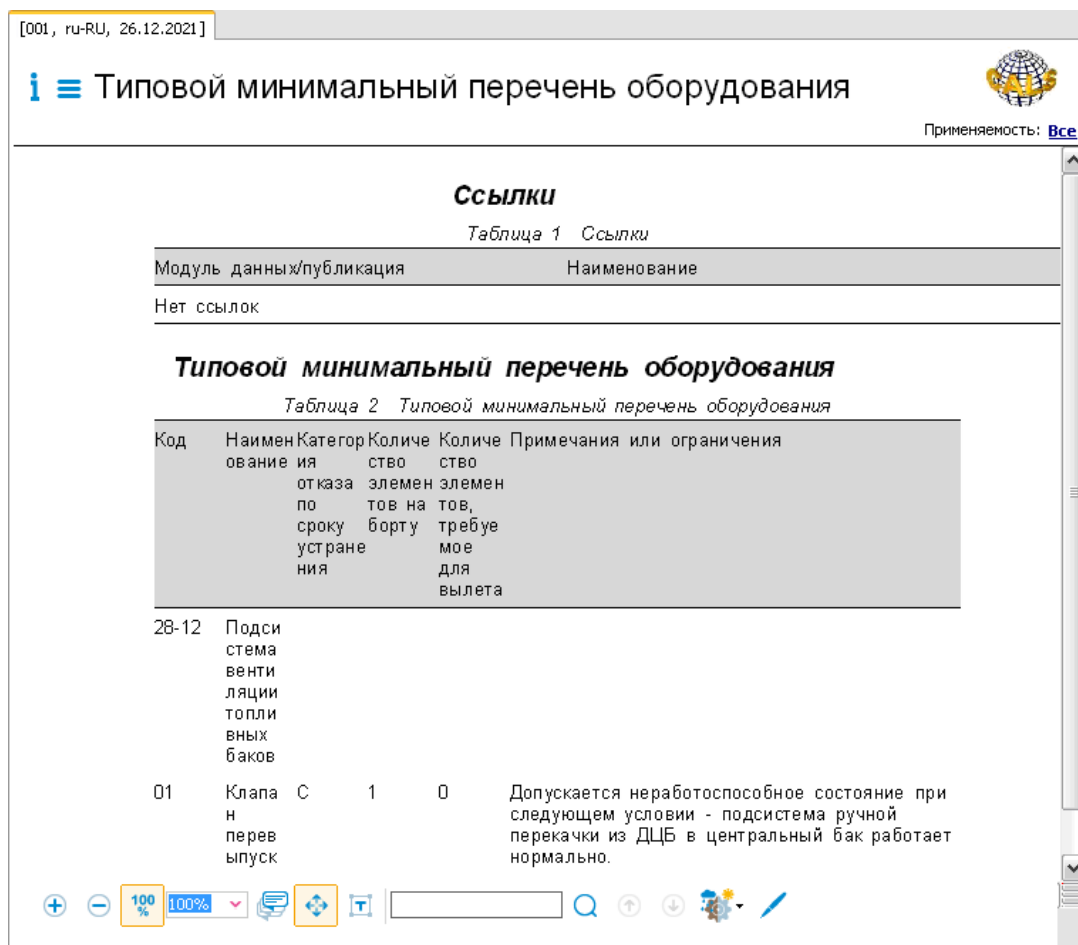 [001, ru-RU, 26.12.2021]
Типовой минимальный перечень оборудования
CALS
Применяемость: Все
Ссылки
Таблица 1 Ссылки
Модуль данных/публикация Наименование
Нет ссылок
Типовой минимальный перечень оборудования
Таблица 2 Типовой минимальный перечень оборудования
Код Наимен Категор Количе Количе Примечания или ограничения
ование ия ство ство
отказа элемен элемен
по тов на тов,
сроку борту требуе
устране мое
ния для
вылета
28-12 Подси
стема
венти
ляции
топли
вных
баков
01 Клапа С 1 0 Допускается неработоспособное состояние при
н следующем условии - подсистема ручной
перев перекачки из ДЦБ в центральный бак работает
ыпуск нормально.
100 % 100%